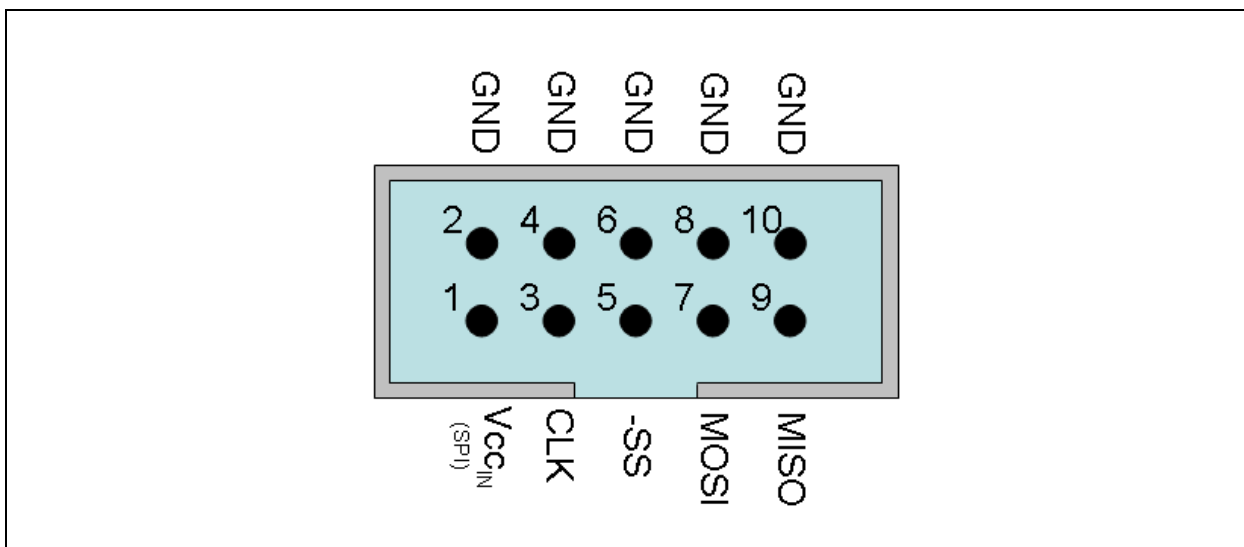 GND GND GND GND GND
2 4 6 8 10
1 3 5 7 9
VccIN CLK -SS MOSI MISO
(SPI)